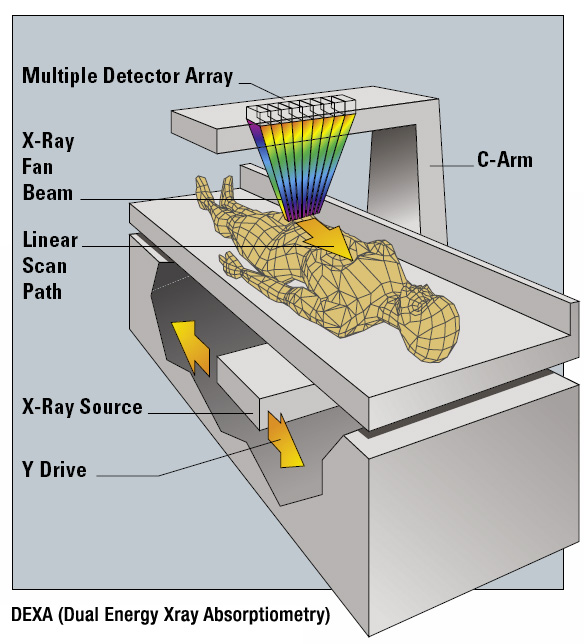 Multiple Detector Array
X-Ray
Fan
Beam
C-Arm
Linear
Scan
Path
X-Ray Source
Y Drive
DEXA (Dual Energy Xray Absorptiometry)